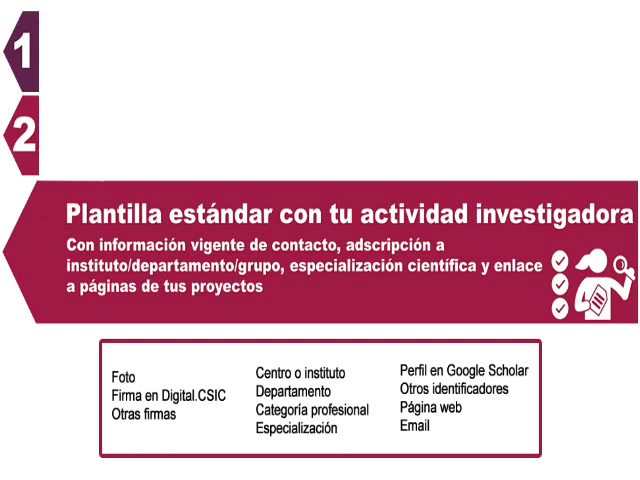 1
2
Plantilla estándar con tu actividad investigadora
Con información vigente de contacto, adscripción a
instituto/departamento/grupo, especialización científica y enlace
a páginas de tus proyectos
Foto
Firma en Digital.CSIC
Otras firmas
Centro o instituto
Departamento
Categoría profesional
Especialización
Perfil en Google Scholar
Otros identificadores
Página web
Email